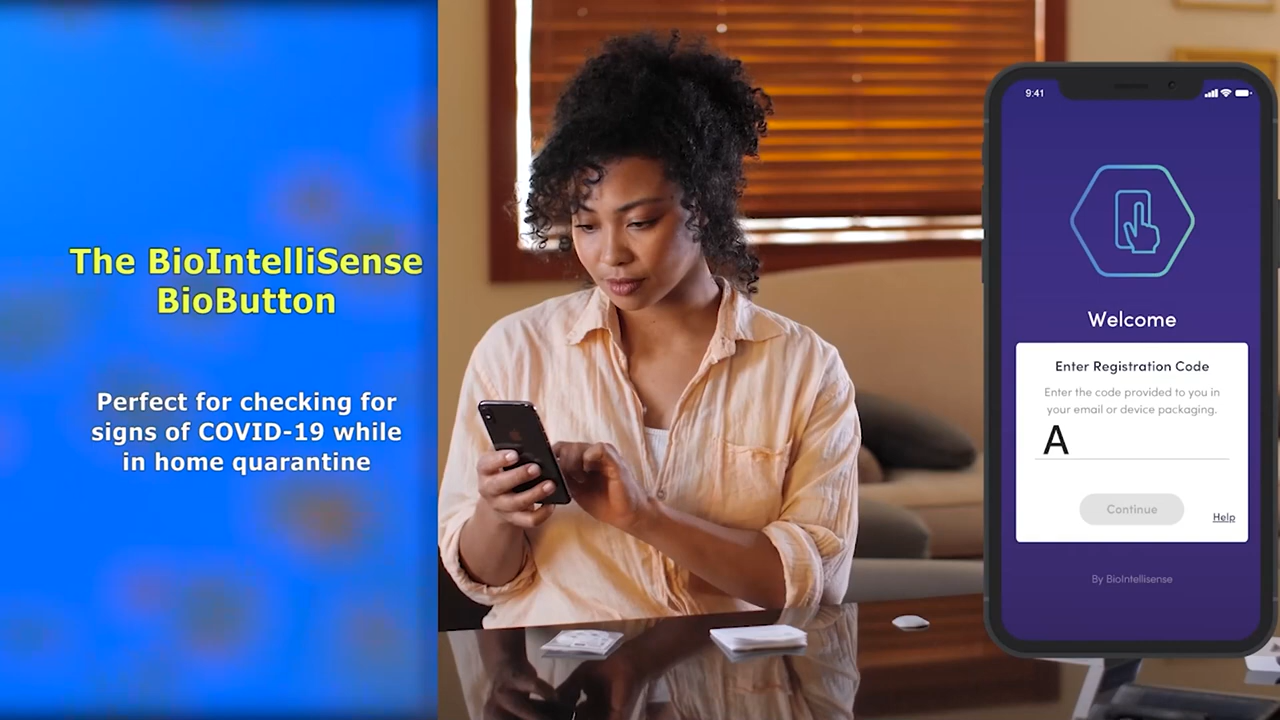 The BioIntelliSense
BioButton
Perfect for checking for
signs of COVID-19 while
in home quarantine
9:41
Welcome
Enter Registration Code
Enter the code provided to you in
your email or device packaging.
A
Continue
Help
By BioIntellisense